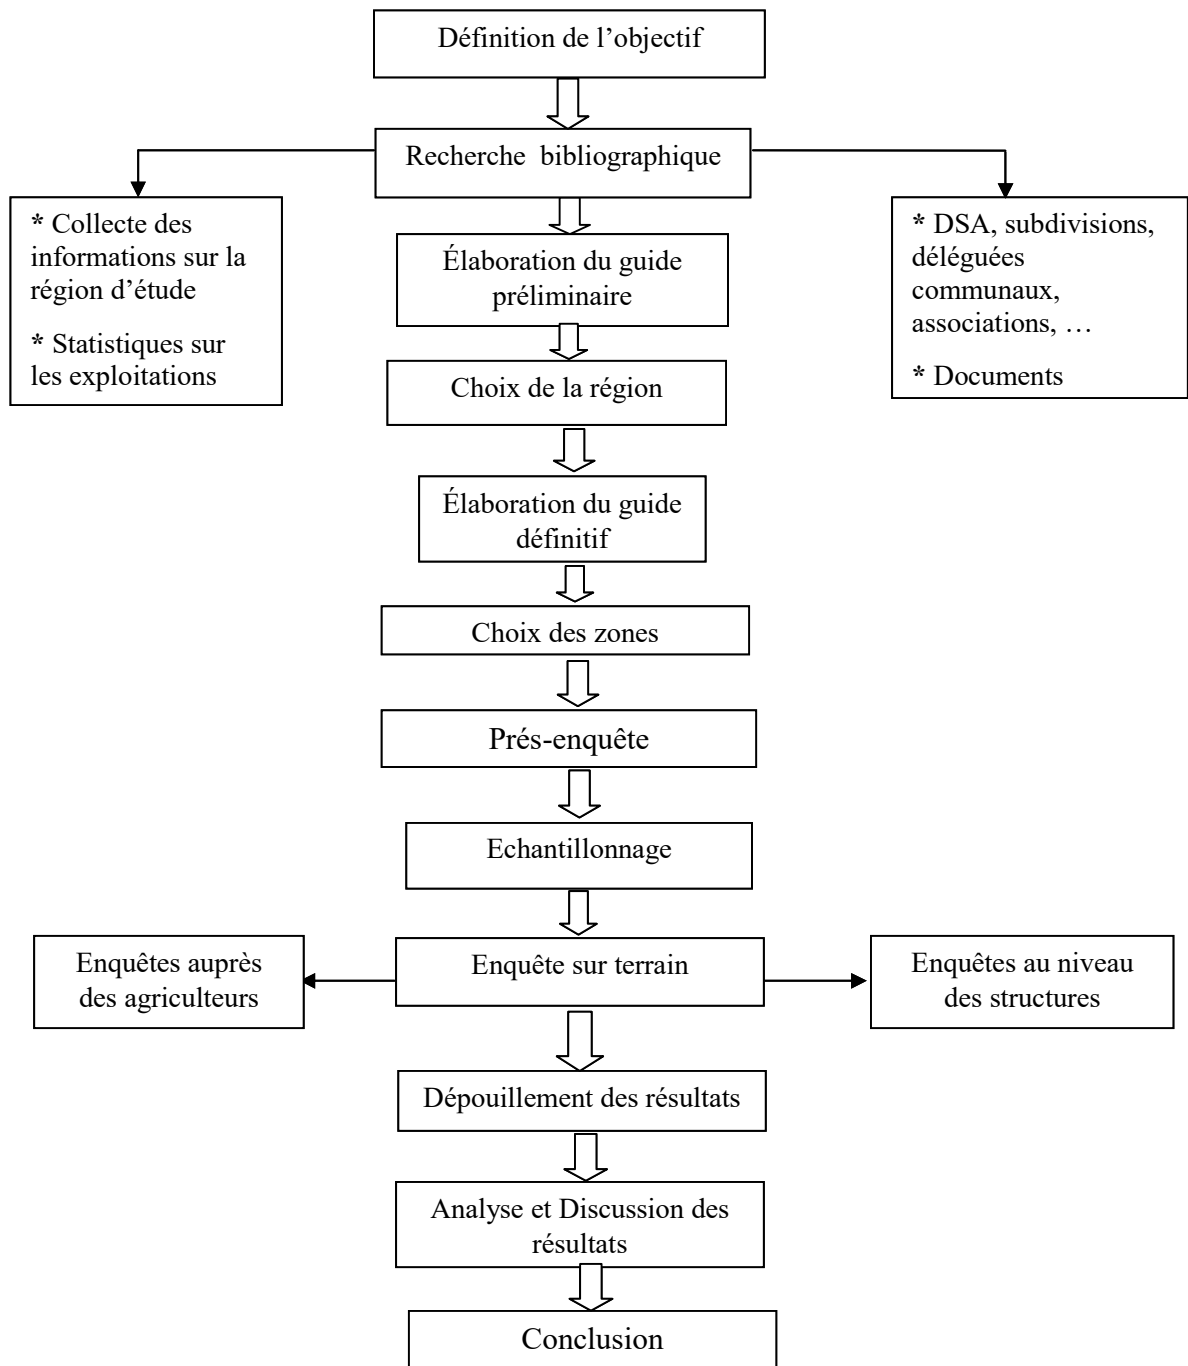 Définition de l’objectif
Recherche bibliographique
* Collecte des
informations sur la
région d’étude
* Statistiques sur
les exploitations
* DSA, subdivisions,
déléguées
communaux,
associations, …
* Documents
Élaboration du guide
préliminaire
Choix de la région
Élaboration du guide
définitif
Choix des zones
Prés-enquête
Echantillonnage
Enquêtes auprès
des agriculteurs
Enquête sur terrain
Enquêtes au niveau
des structures
Dépouillement des résultats
Analyse et Discussion des
résultats
Conclusion